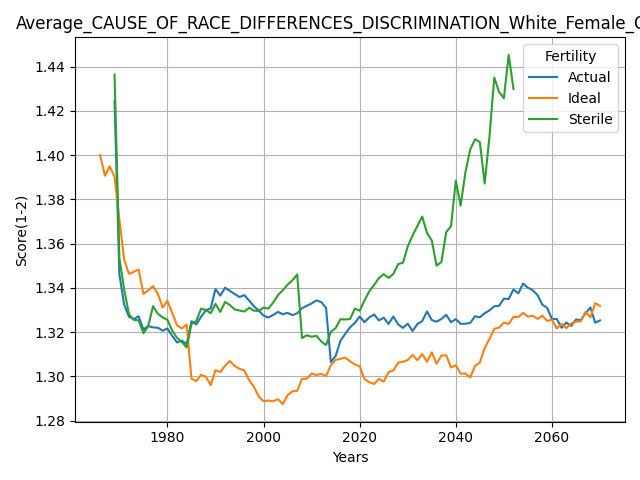 Average_CAUSE_OF_RACE_DIFFERENCES_DISCRIMINATION_White_Female_
Score(1-2)
1.44
1.42
1.40
1.38
1.36
1.34
1.32
1.30
1.28
Fertility
Actual
Ideal
Sterile
1980
2000
2020
2040
2060
Years